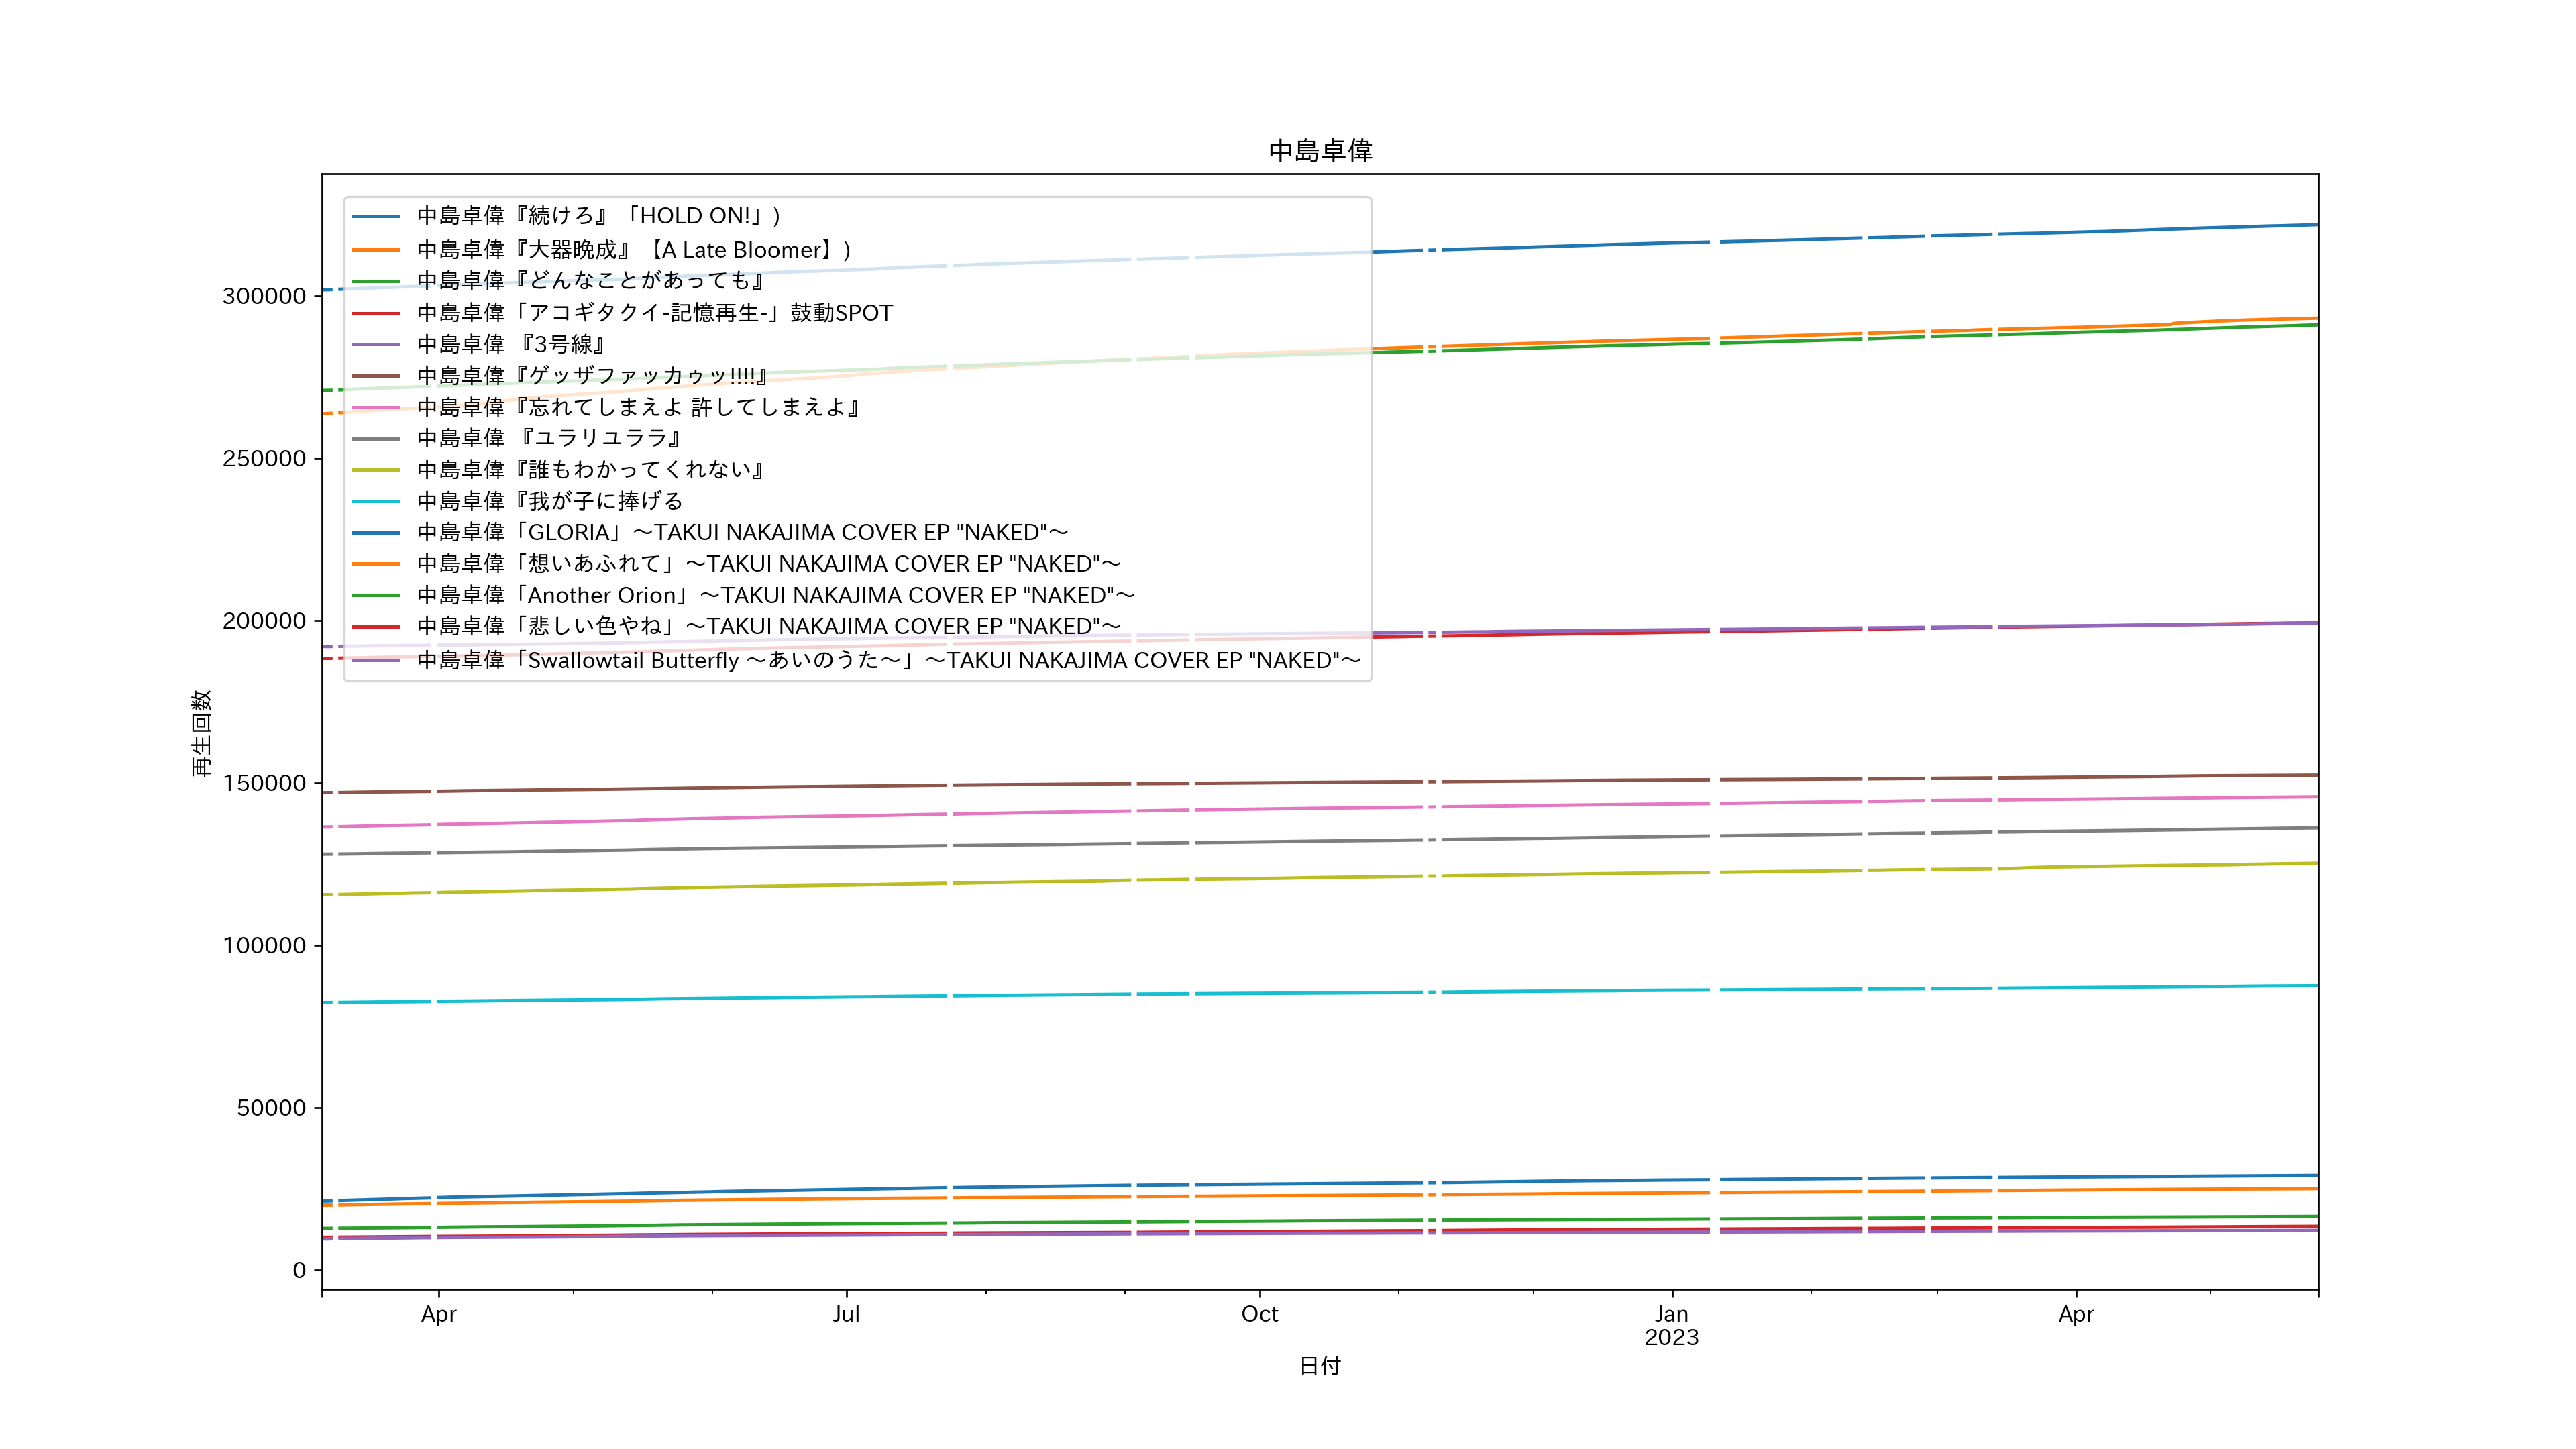 中島卓偉
中島卓偉『続けろ』「HOLD ON!」)
中島卓偉『大器晩成』【A Late Bloomer】)
中島卓偉『どんなことがあっても』
中島卓偉「アコギタクイ-記憶再生-」鼓動SPOT
中島卓偉 『3号線』
中島卓偉『ゲッザファッカゥッ!!!!』
中島卓偉『忘れてしまえよ 許してしまえよ』
中島卓偉 『ユラリユララ』
中島卓偉『誰もわかってくれない』
中島卓偉『我が子に捧げる
中島卓偉「GLORIA」～TAKUI NAKAJIMA COVER EP "NAKED"～
中島卓偉「想いあふれて」～TAKUI NAKAJIMA COVER EP "NAKED"～
中島卓偉「Another Orion」～TAKUI NAKAJIMA COVER EP "NAKED"～
中島卓偉「悲しい色やね」～TAKUI NAKAJIMA COVER EP "NAKED"～
中島卓偉「Swallowtail Butterfly ～あいのうた～」～TAKUI NAKAJIMA COVER EP "NAKED"～
300000
250000
200000
150000
100000
50000
0
再生回数
Apr
Jul
Oct
Jan
2023
Apr
日付